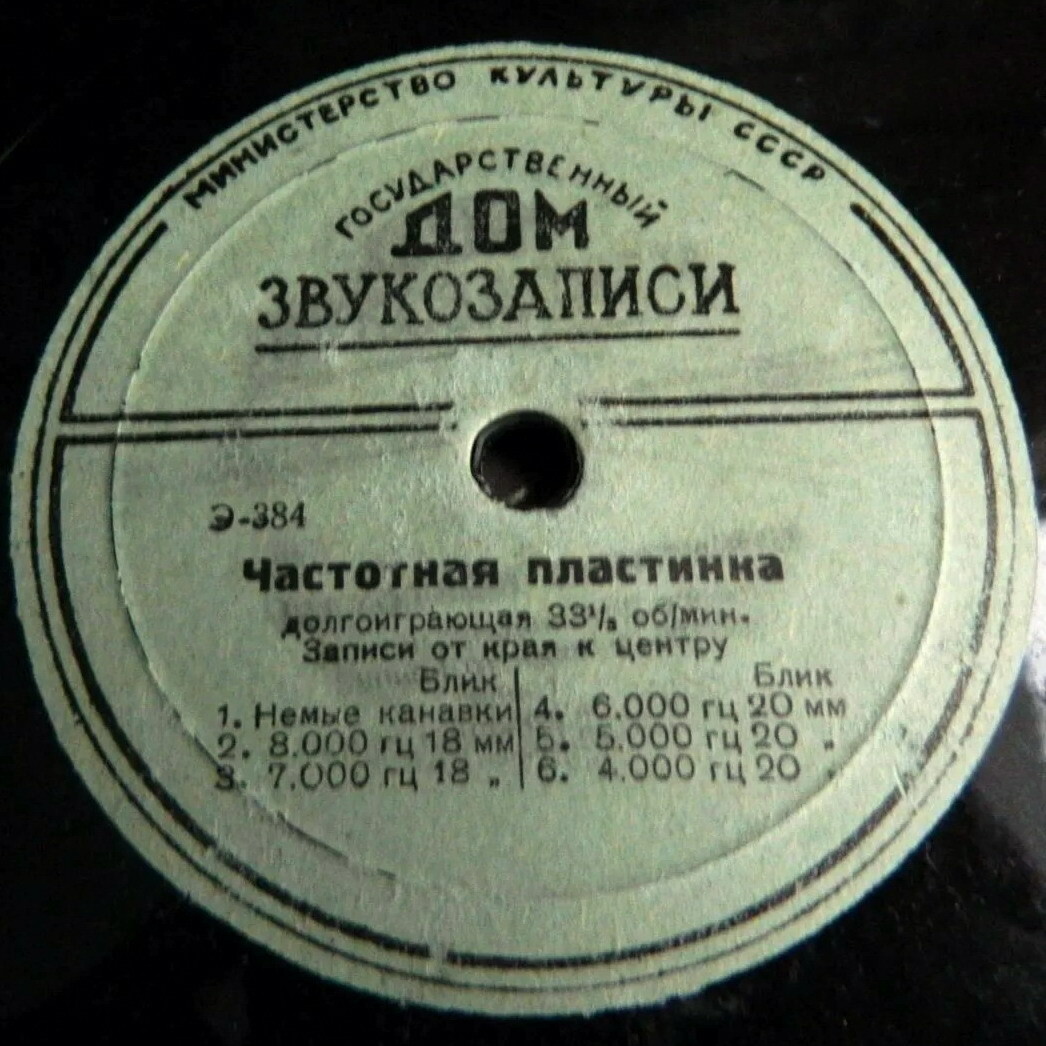 МИНИСТЕРСТВО КУЛЬТУРЫ СССР
ГОСУДАРСТВЕННЫЙ
ДОМ
ЗВУКОЗАПИСИ
Э-384
Частотная пластинка
долгоиграющая 33⅓ об/мин.
Записи от края к центру
Блик | Блик
1. Немые канавки | 4. 6.000 гц 20 мм
2. 8.000 гц 18 мм | 5. 5.000 гц 20 „
3. 7.000 гц 18 „ | 6. 4.000 гц 20 „